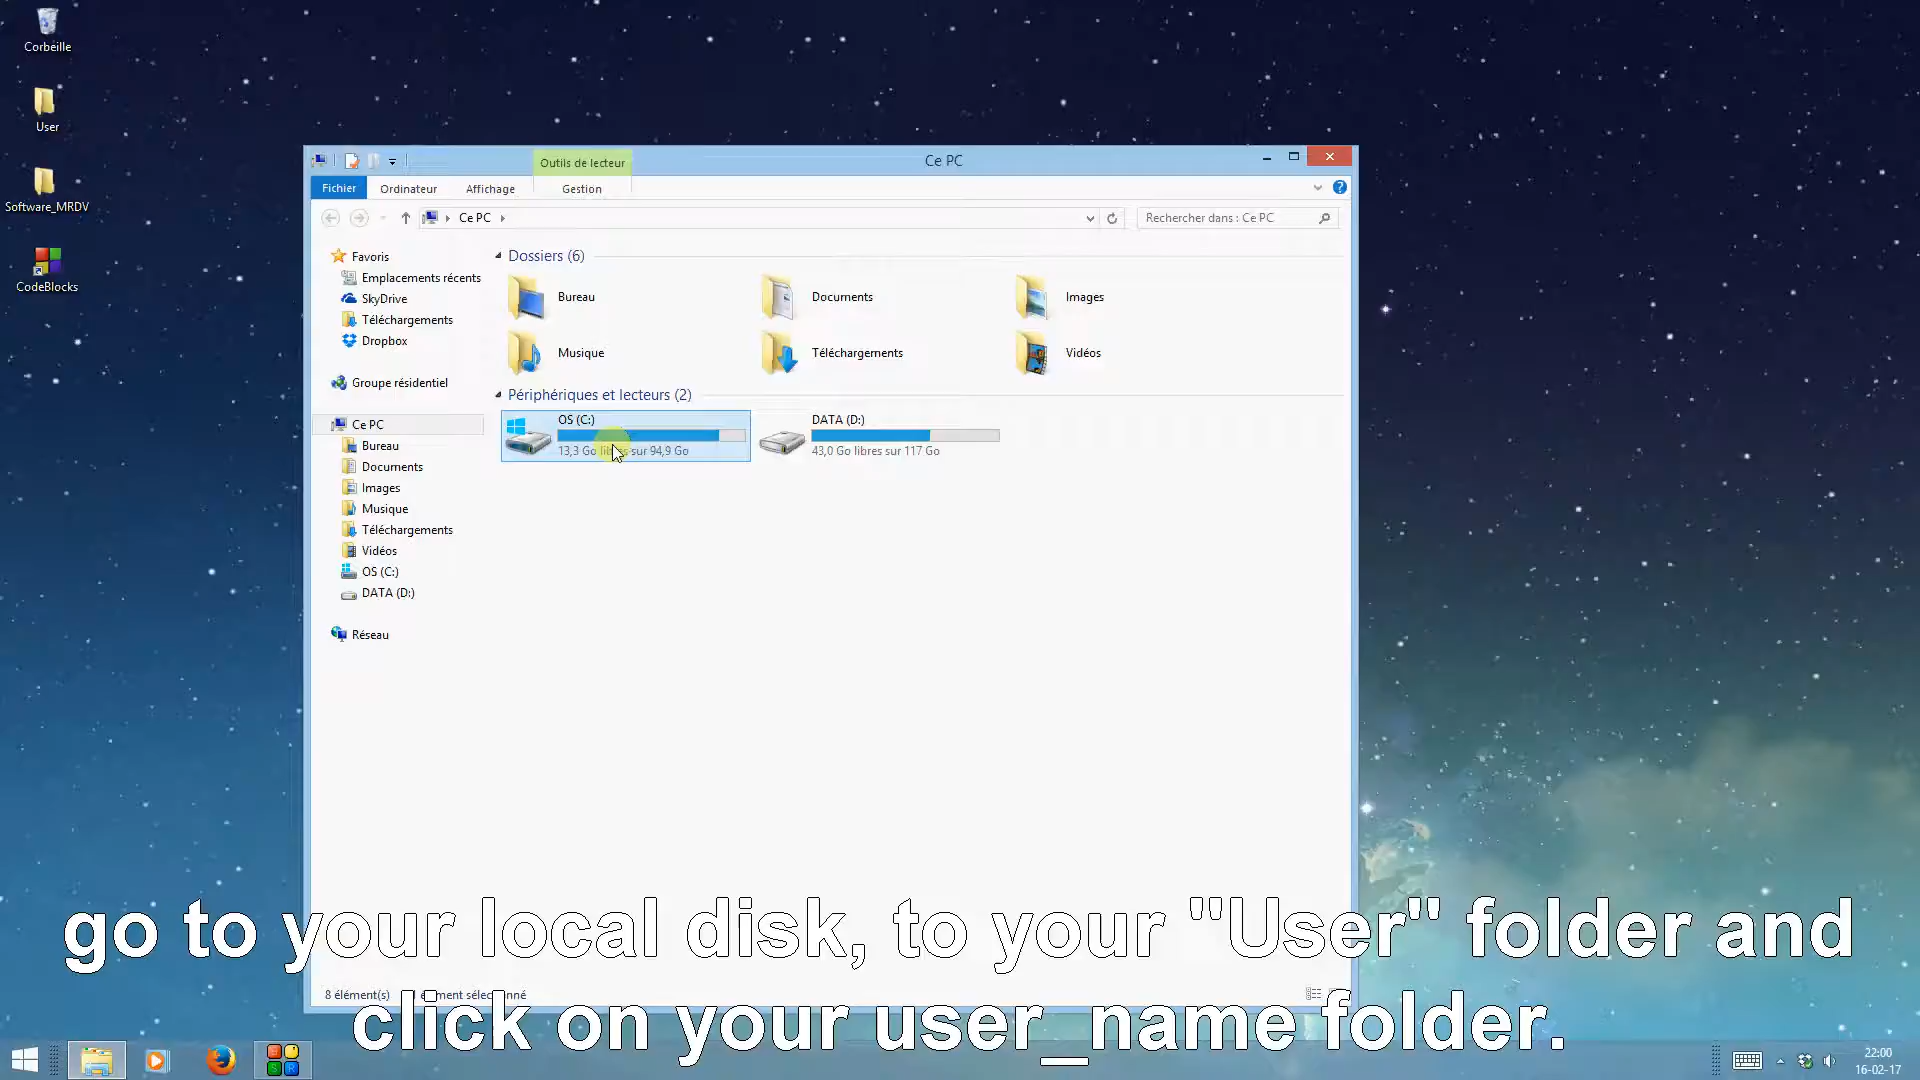 Corbeille
User
Software_MRDV
CodeBlocks
Outils de lecteur
Ce PC
Fichier
Ordinateur
Affichage
Gestion
Ce PC
Rechercher dans : Ce PC
Favoris
Emplacements récents
SkyDrive
Téléchargements
Dropbox
Groupe résidentiel
Ce PC
Bureau
Documents
Images
Musique
Téléchargements
Vidéos
OS (C:)
DATA (D:)
Réseau
Dossiers (6)
Bureau
Documents
Images
Musique
Téléchargements
Vidéos
Périphériques et lecteurs (2)
OS (C:)
13,3 Go libres sur 94,9 Go
DATA (D:)
43,0 Go libres sur 117 Go
go to your local disk, to your "User" folder and
click on your user_name folder.
8 élément(s)
1 élément sélectionné
S R
22:00
16-02-17